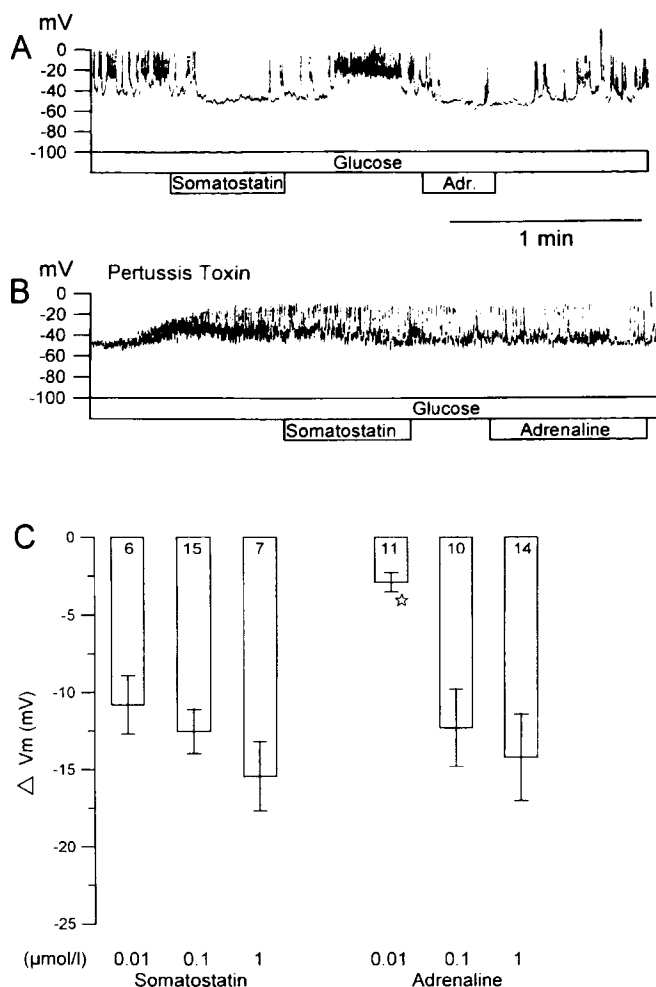 A
mV
0
-20
-40
-60
-80
-100
Glucose
Somatostatin
Adr.
1 min
B
mV
Pertussis Toxin
0
-20
-40
-60
-80
-100
Glucose
Somatostatin
Adrenaline
C
0
-5
-10
-15
-20
-25
△ Vm (mV)
6 15 7 11 10 14
(μmol/l) 0.01 0.1 1 0.01 0.1 1
Somatostatin Adrenaline